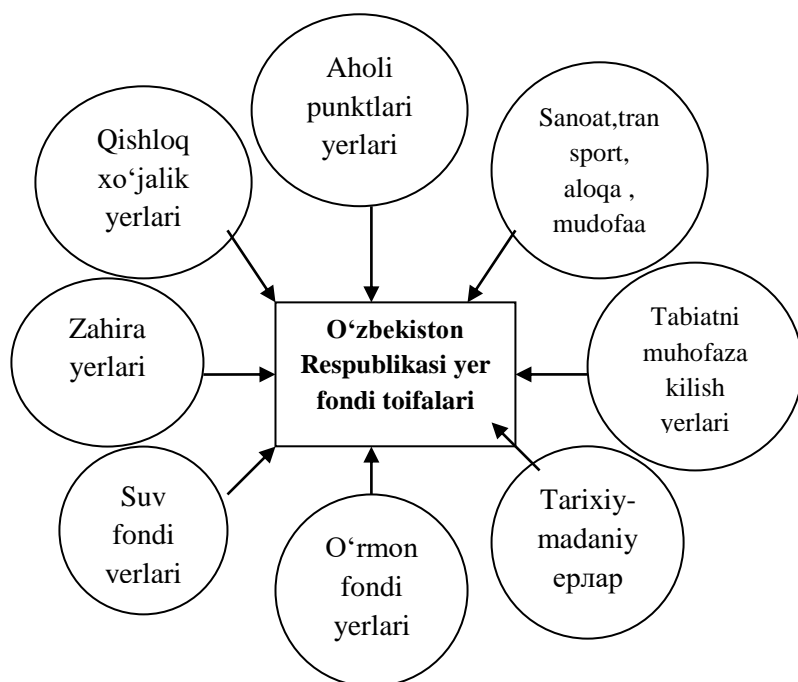 Aholi
punktlari
yerlari
Qishloq
xo‘jalik
yerlari
Sanoat,tran
sport,
aloqa ,
mudofaa
Zahira
yerlari
O‘zbekiston
Respublikasi yer
fondi toifalari
Tabiatni
muhofaza
kilish
yerlari
Suv
fondi
yerlari
O‘rmon
fondi
yerlari
Tarixiy-
madaniy
ерлар